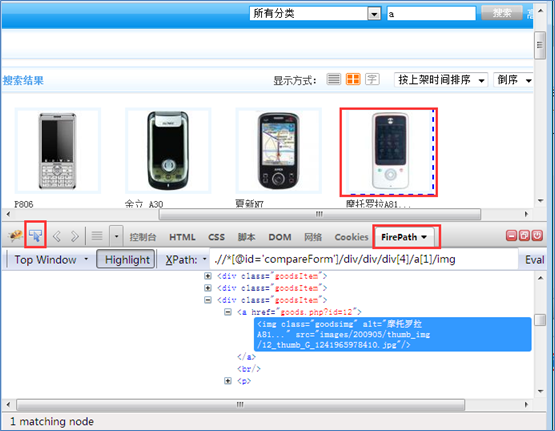 所有分类 a 搜索 高
搜索结果 显示方式: 字 按上架时间排序 倒序
P806 金立 A30 夏新N7 摩托罗拉A81...
控制台 HTML CSS 脚本 DOM 网络 Cookies FirePath
Top Window Highlight XPath: .//*[@id='compareForm']/div/div/div[4]/a[1]/img Eval
<div class="goodsItem">
<div class="goodsItem">
<div class="goodsItem">
<a href="goods.php?id=12">
<img class="goodsimg" alt="摩托罗拉
A81..." src="images/200905/thumb_img
/12_thumb_G_1241965978410.jpg"/>
</a>
<br/>
<p>
1 matching node